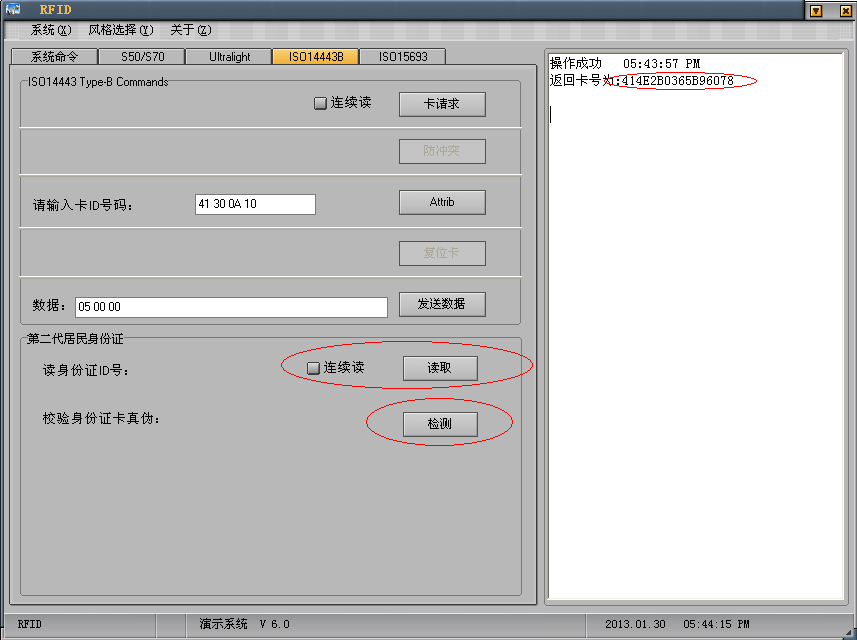 RFID
系统(X) 风格选择(Y) 关于(Z)
系统命令 S50/S70 Ultralight ISO14443B ISO15693
ISO14443 Type-B Commands
连续读 卡请求
防冲突
请输入卡ID号码: 41 30 0A 10 Attrib
复位卡
数据: 05 00 00 发送数据
第二代居民身份证
读身份证ID号: 连续读 读取
校验身份证卡真伪: 检测
操作成功 05:43:57 PM
返回卡号为:414E2B0365B96078
RFID 演示系统 V 6.0 2013.01.30 05:44:15 PM